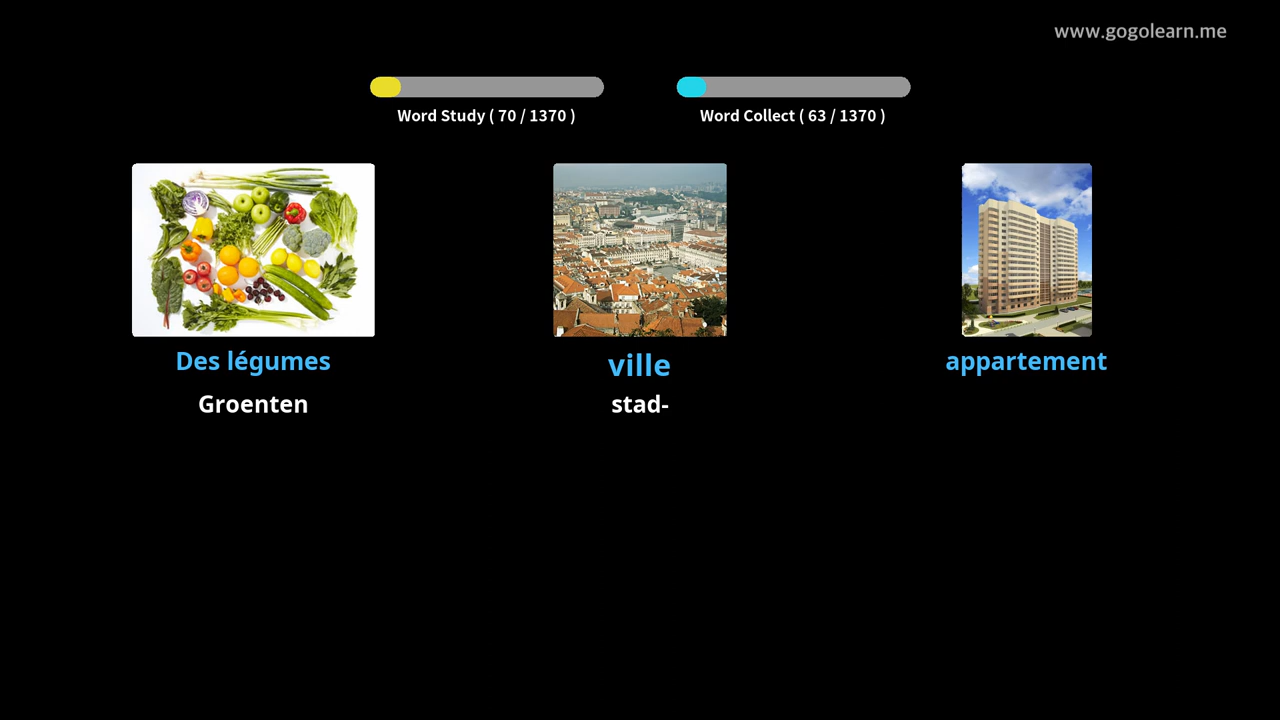 www.gogolearn.me
Word Study ( 70 / 1370 )
Word Collect ( 63 / 1370 )
Des légumes
ville
appartement
Groenten
stad-